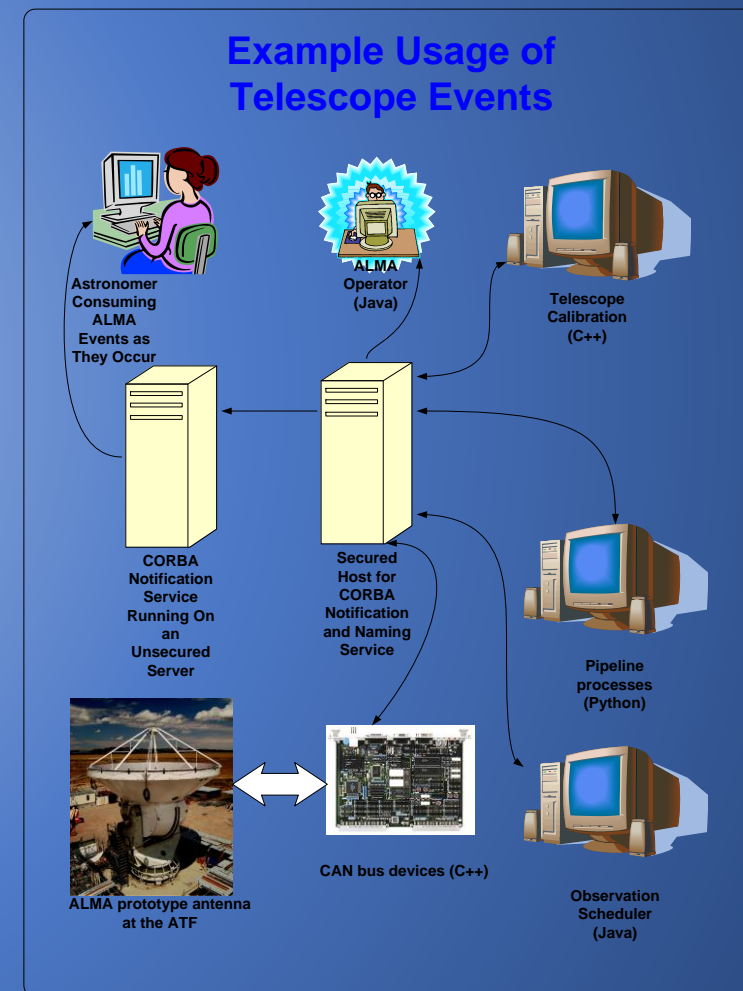 Example Usage of
Telescope Events
Astronomer
Consuming
ALMA
Events as
They Occur
ALMA
Operator
(Java)
Telescope
Calibration
(C++)
CORBA
Notification
Service
Running On
an
Unsecured
Server
Secured
Host for
CORBA
Notification
and Naming
Service
Pipeline
processes
(Python)
CAN bus devices (C++)
ALMA prototype antenna
at the ATF
Observation
Scheduler
(Java)